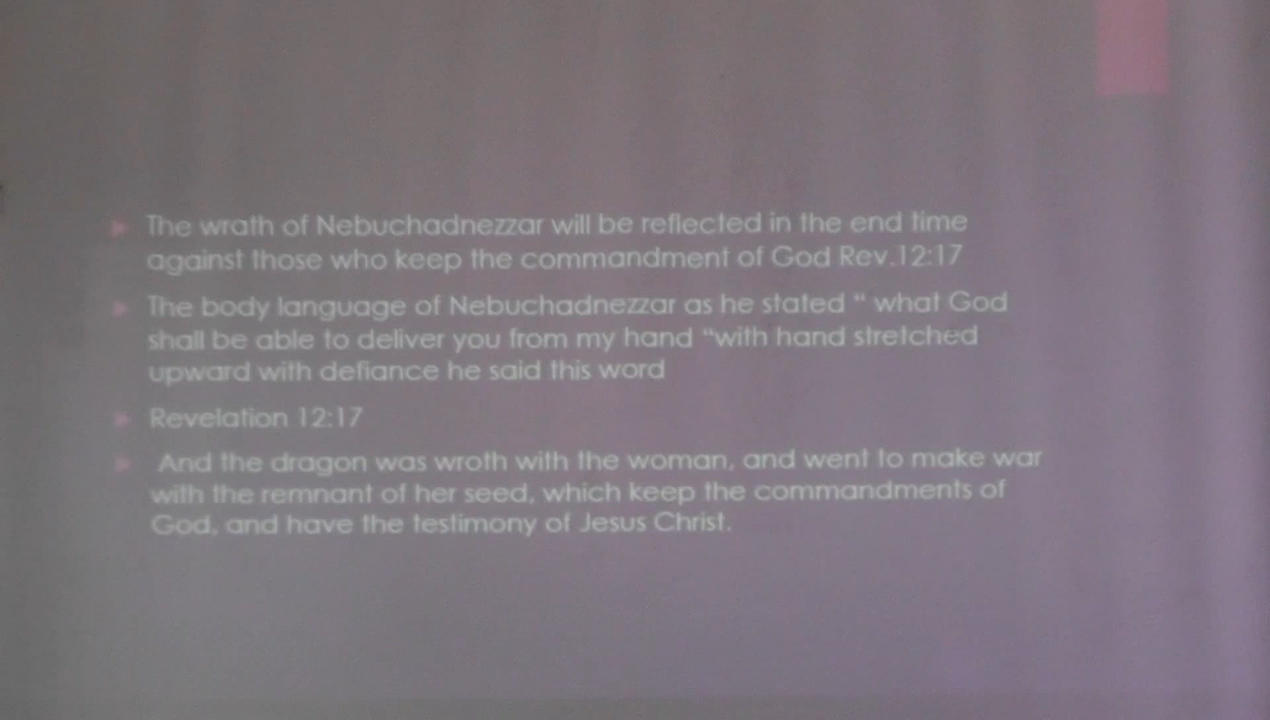 The wrath of Nebuchadnezzar will be reflected in the end time
against those who keep the commandment of God Rev.12:17
The body language of Nebuchadnezzar as he stated “ what God
shall be able to deliver you from my hand “with hand stretched
upward with defiance he said this word
Revelation 12:17
And the dragon was wroth with the woman, and went to make war
with the remnant of her seed, which keep the commandments of
God, and have the testimony of Jesus Christ.